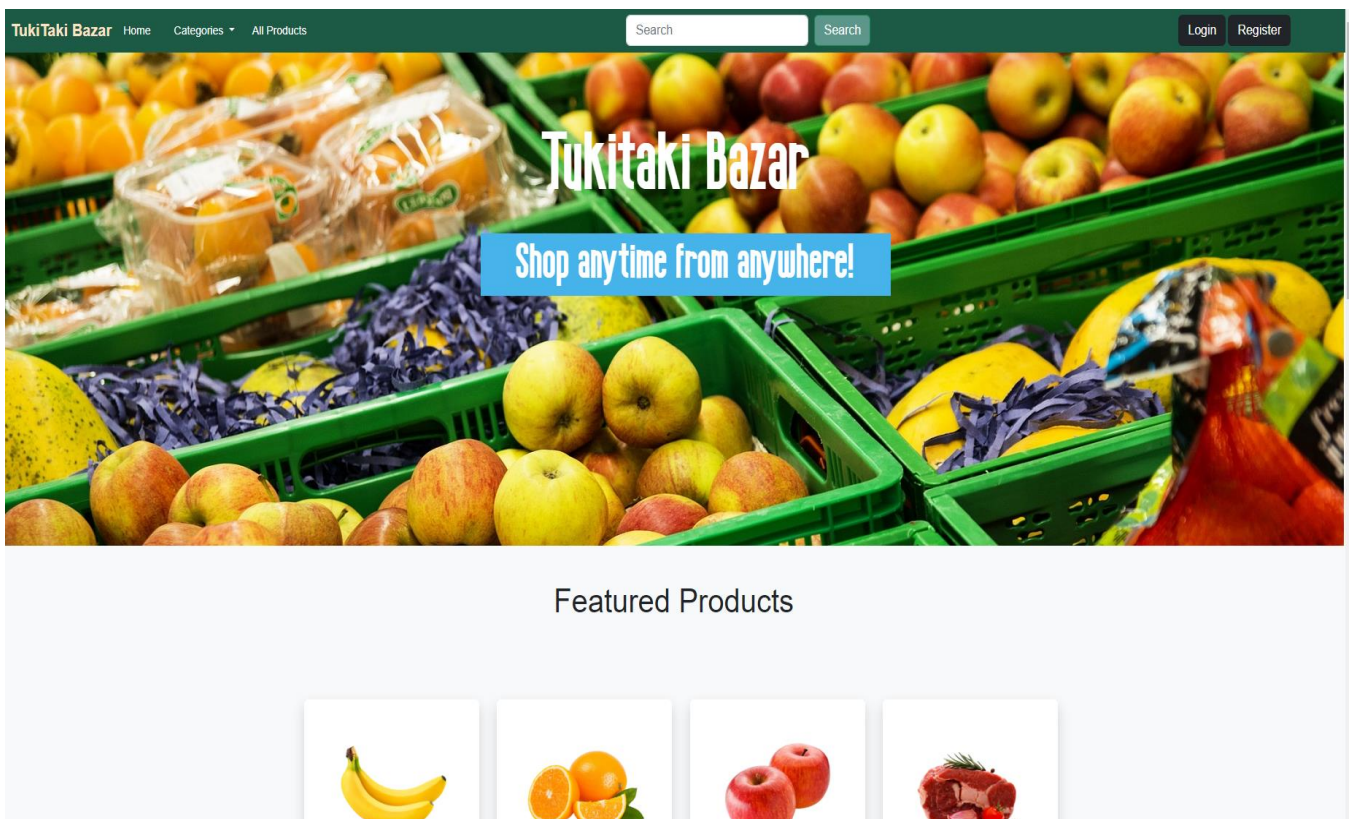 TukiTaki Bazar Home Categories All Products Search Search Login Register
Tukitaki Bazar
Shop anytime from anywhere!
Featured Products